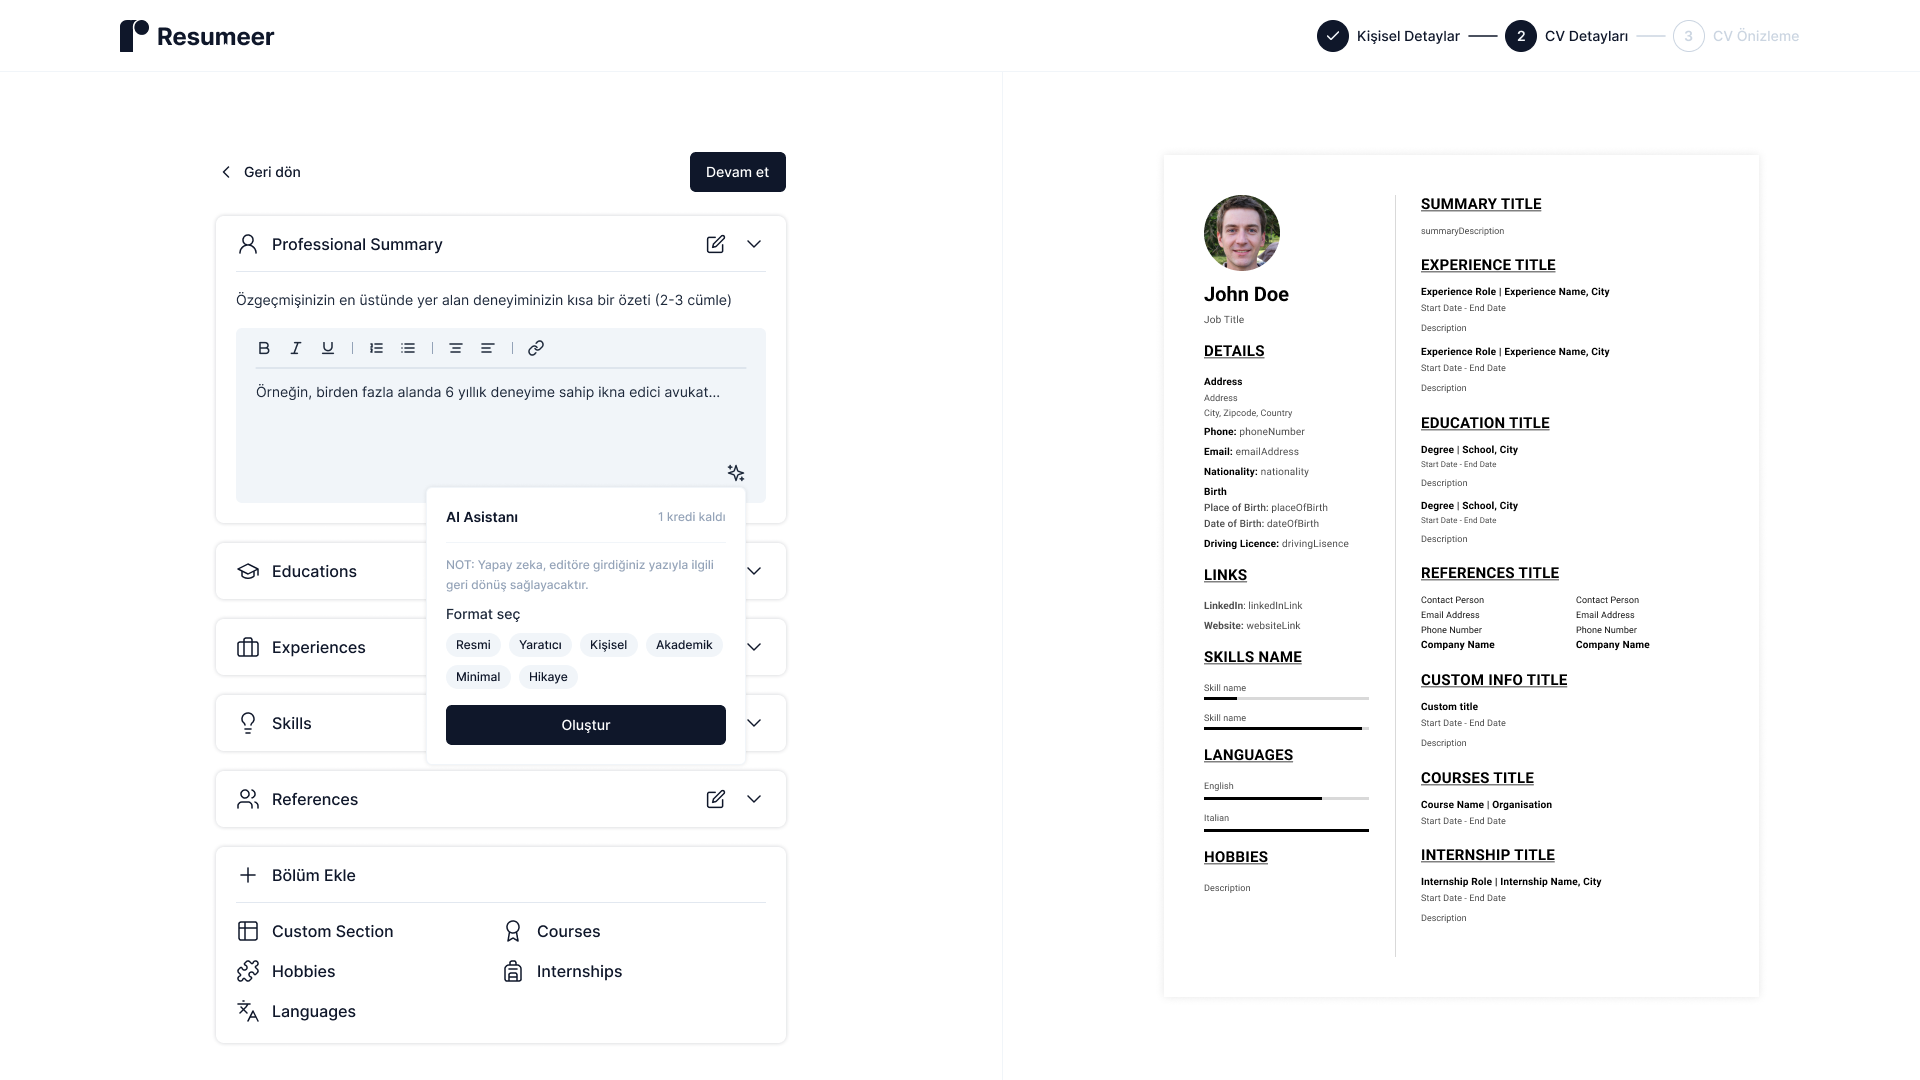 Resumeer
Kişisel Detaylar
2 CV Detayları
3 CV Önizleme
Geri dön
Devam et
Professional Summary
Özgeçmişinizin en üstünde yer alan deneyiminizin kısa bir özeti (2-3 cümle)
B I U
Örneğin, birden fazla alanda 6 yıllık deneyime sahip ikna edici avukat...
AI Asistanı
1 kredi kaldı
NOT: Yapay zeka, editöre girdiğiniz yazıyla ilgili
geri dönüş sağlayacaktır.
Format seç
Resmi Yaratıcı Kişisel Akademik
Minimal Hikaye
Oluştur
Educations
Experiences
Skills
References
Bölüm Ekle
Custom Section
Courses
Hobbies
Internships
Languages
John Doe
Job Title
DETAILS
Address
Address
City, Zipcode, Country
Phone: phoneNumber
Email: emailAddress
Nationality: nationality
Birth
Place of Birth: placeOfBirth
Date of Birth: dateOfBirth
Driving Licence: drivingLisence
LINKS
LinkedIn: linkedInLink
Website: websiteLink
SKILLS NAME
Skill name
Skill name
LANGUAGES
English
Italian
HOBBIES
Description
SUMMARY TITLE
summaryDescription
EXPERIENCE TITLE
Experience Role | Experience Name, City
Start Date - End Date
Description
Experience Role | Experience Name, City
Start Date - End Date
Description
EDUCATION TITLE
Degree | School, City
Start Date - End Date
Description
Degree | School, City
Start Date - End Date
Description
REFERENCES TITLE
Contact Person
Email Address
Phone Number
Company Name
Contact Person
Email Address
Phone Number
Company Name
CUSTOM INFO TITLE
Custom title
Start Date - End Date
Description
COURSES TITLE
Course Name | Organisation
Start Date - End Date
INTERNSHIP TITLE
Internship Role | Internship Name, City
Start Date - End Date
Description